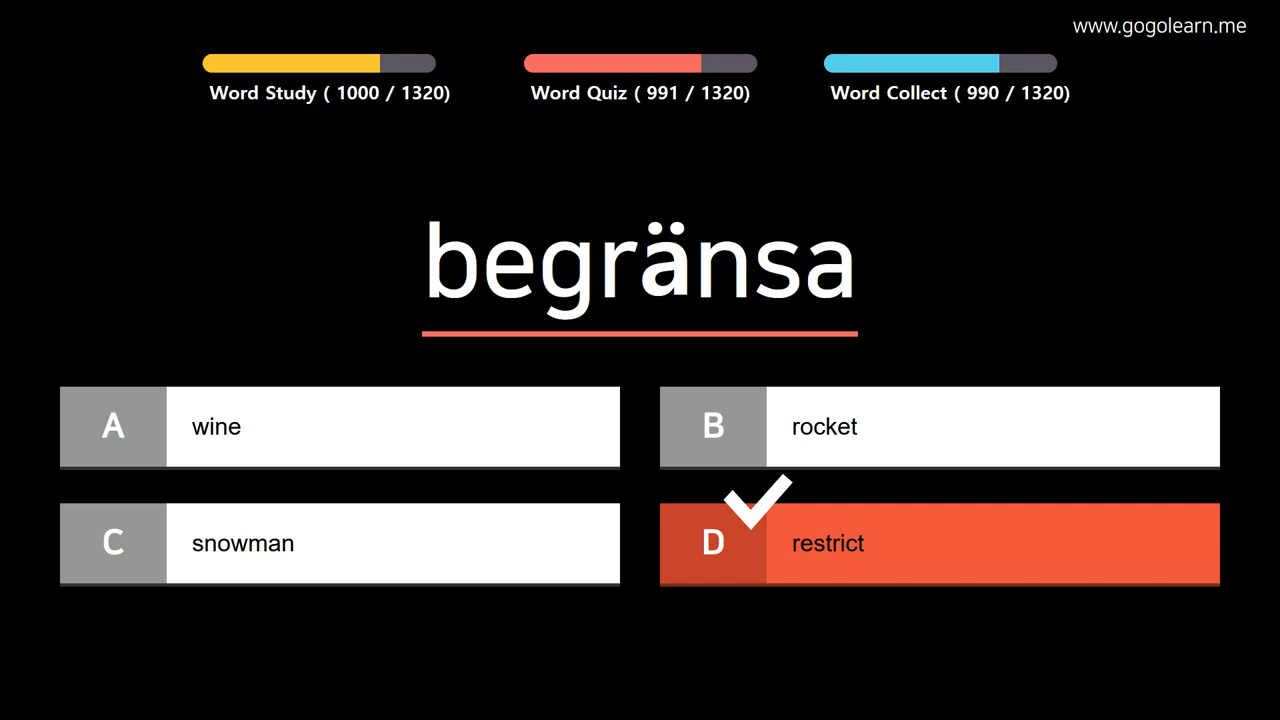 www.gogolearn.me
Word Study ( 1000 / 1320)
Word Quiz ( 991 / 1320)
Word Collect ( 990 / 1320)
begränsa
A wine
B rocket
C snowman
D restrict